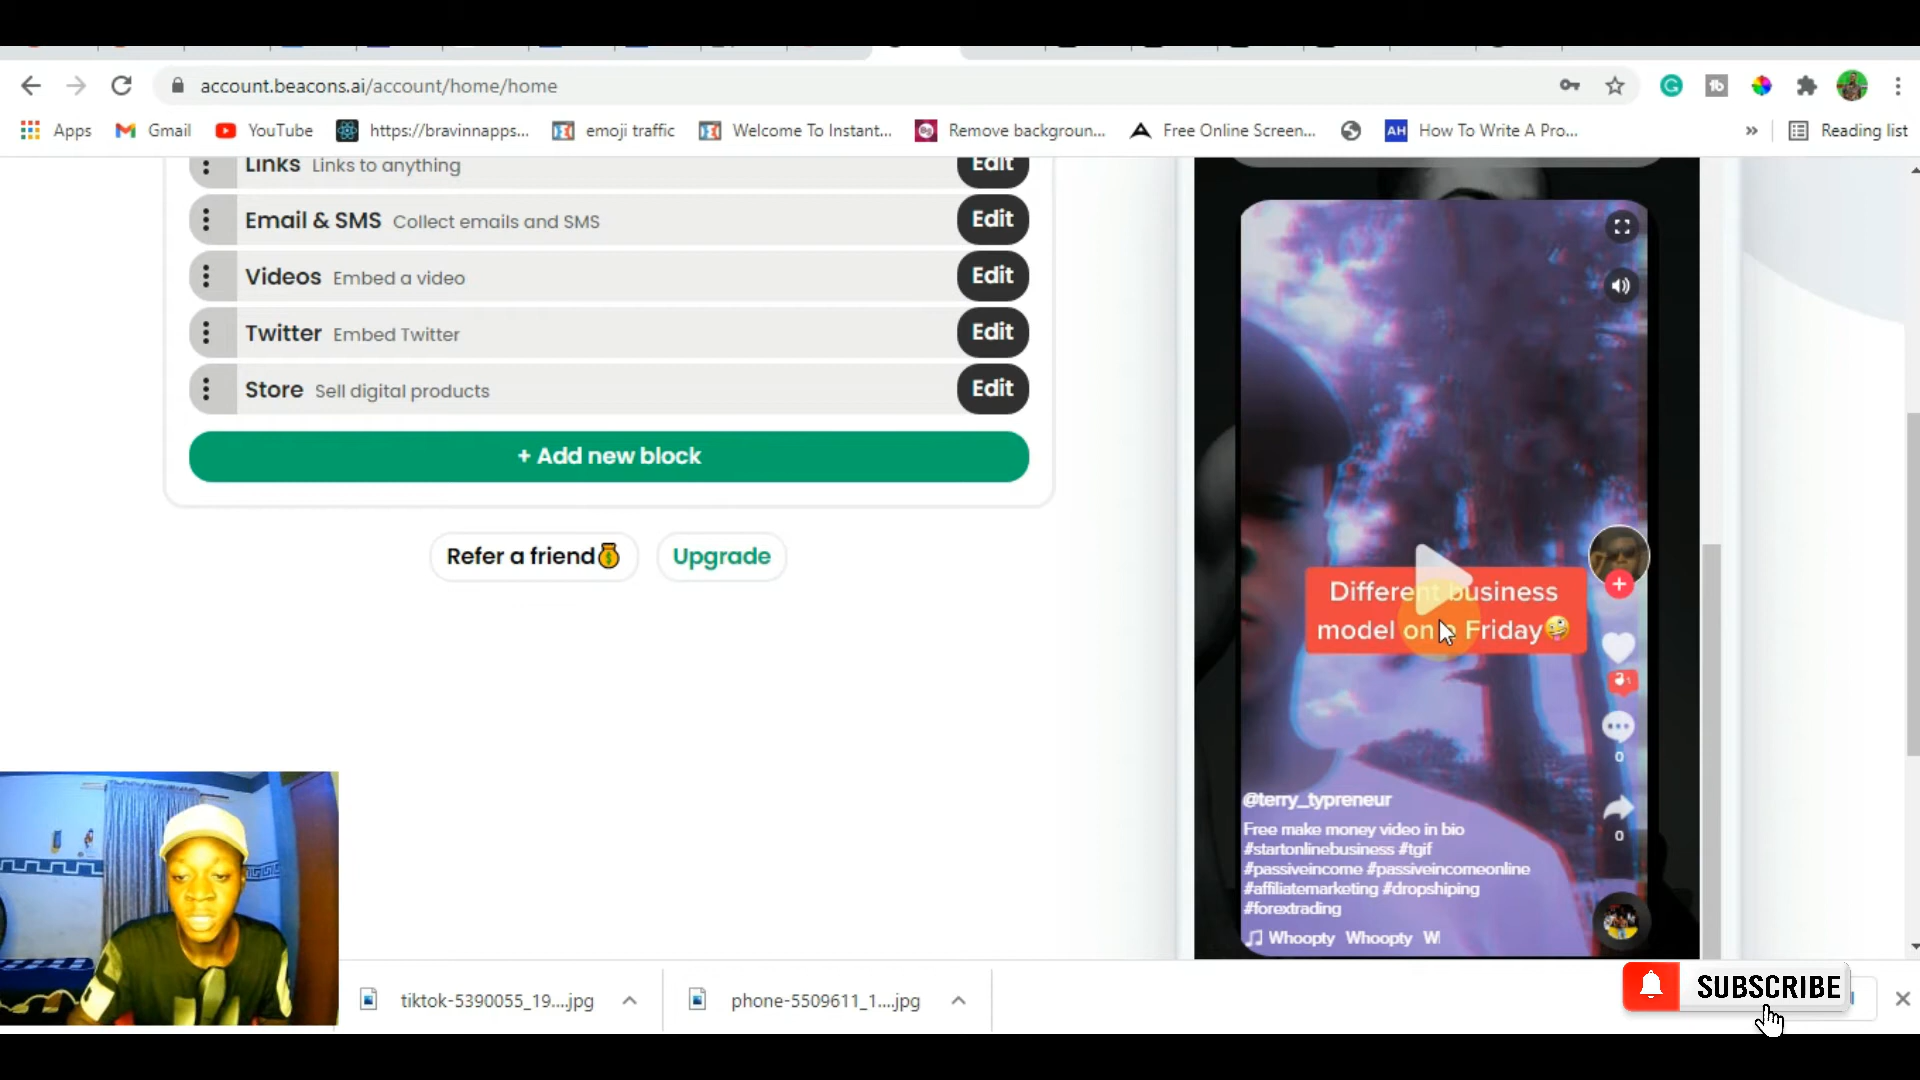 account.beacons.ai/account/home/home
Apps
Gmail
YouTube
https://bravinnapps...
emoji traffic
Welcome To Instant...
Remove backgroun...
Free Online Screen...
AH
How To Write A Pro...
»
Reading list
Links Links to anything Edit
Email & SMS Collect emails and SMS Edit
Videos Embed a video Edit
Twitter Embed Twitter Edit
Store Sell digital products Edit
+ Add new block
Refer a friend💰
Upgrade
Different business
model on Friday🤪
0
0
@terry_typreneur
Free make money video in bio
#startonlinebusiness #tgif
#passiveincome #passiveincomeonline
#affiliatemarketing #dropshiping
#forextrading
Whoopty Whoopty W
tiktok-5390055_19....jpg
phone-5509611_1....jpg
SUBSCRIBE